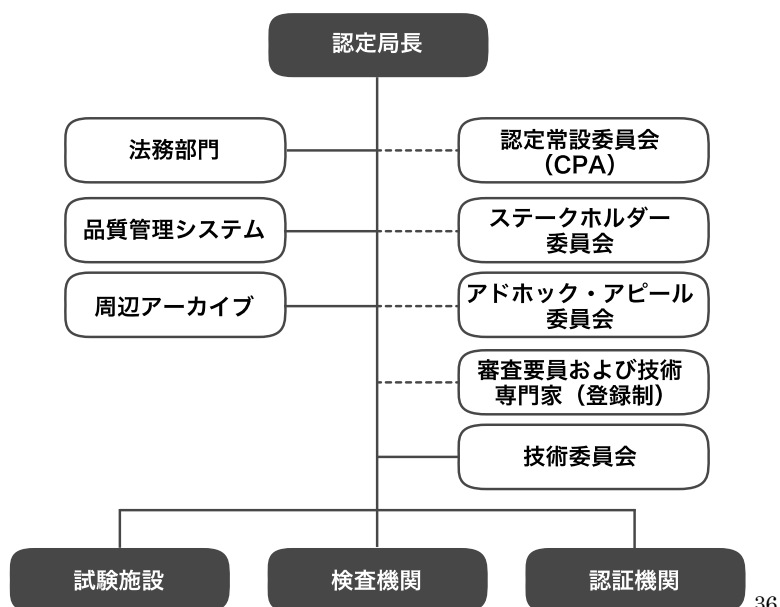 認定局長
法務部門
認定常設委員会
（CPA）
品質管理システム
ステークホルダー
委員会
周辺アーカイブ
アドホック・アピール
委員会
審査要員および技術
専門家（登録制）
技術委員会
試験施設
検査機関
認証機関
36